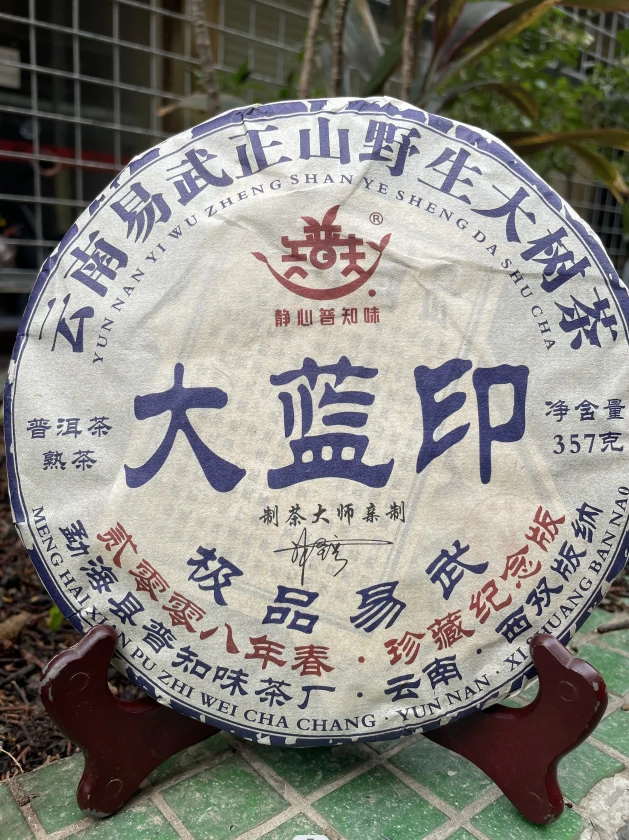 云南易武正山野生大树茶
YUN NAN YI WU ZHENG SHAN YE SHENG DA SHU CHA
®
静心普知味
大蓝印
普洱茶
熟茶
净含量
357克
制茶大师亲制
极品易武
贰零零八年春·珍藏纪念版
勐海县普知味茶厂·云南·西双版纳
MENG HAI XIAN PU ZHI WEI CHA CHANG · YUN NAN · XI SHUANG BAN NA